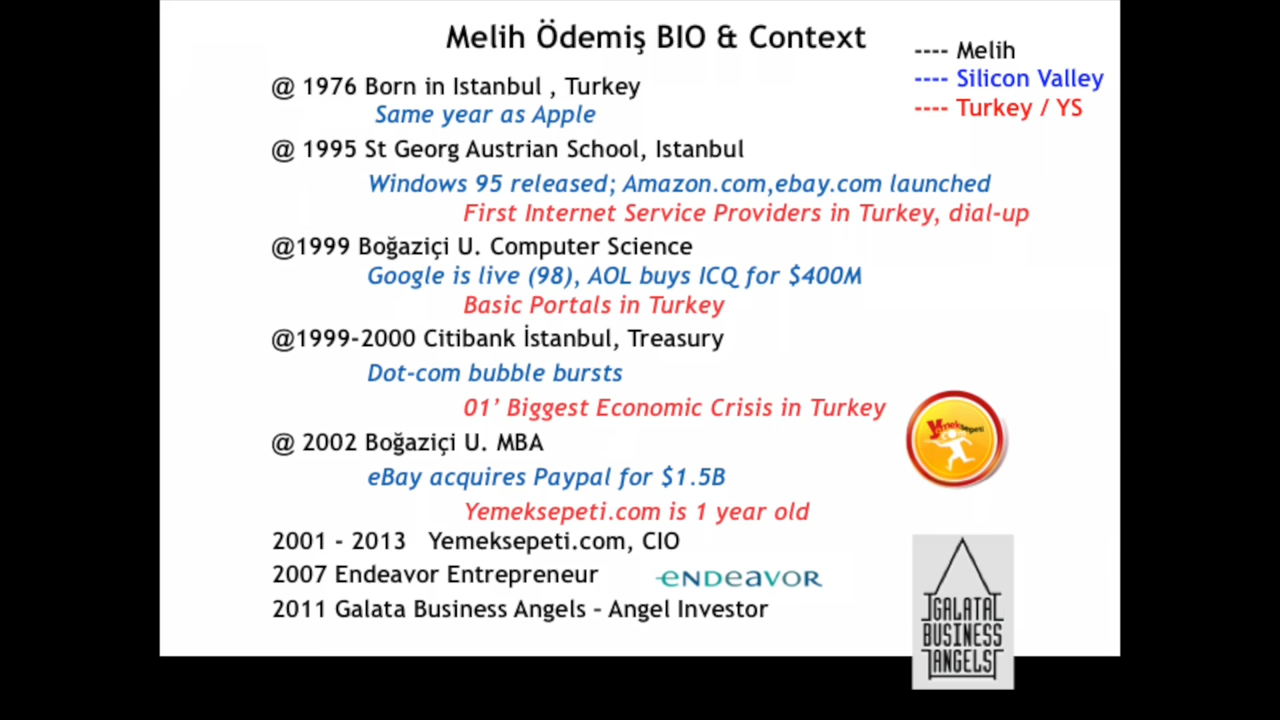 Melih Ödemiş BIO & Context
---- Melih
---- Silicon Valley
---- Turkey / YS
@ 1976 Born in Istanbul , Turkey
Same year as Apple
@ 1995 St Georg Austrian School, Istanbul
Windows 95 released; Amazon.com,ebay.com launched
First Internet Service Providers in Turkey, dial-up
@1999 Boğaziçi U. Computer Science
Google is live (98), AOL buys ICQ for $400M
Basic Portals in Turkey
@1999-2000 Citibank İstanbul, Treasury
Dot-com bubble bursts
01’ Biggest Economic Crisis in Turkey
Yemeksepeti
@ 2002 Boğaziçi U. MBA
eBay acquires Paypal for $1.5B
Yemeksepeti.com is 1 year old
2001 - 2013 Yemeksepeti.com, CIO
2007 Endeavor Entrepreneur
ENDEAVOR
2011 Galata Business Angels – Angel Investor
GALATA
BUSINESS
ANGELS